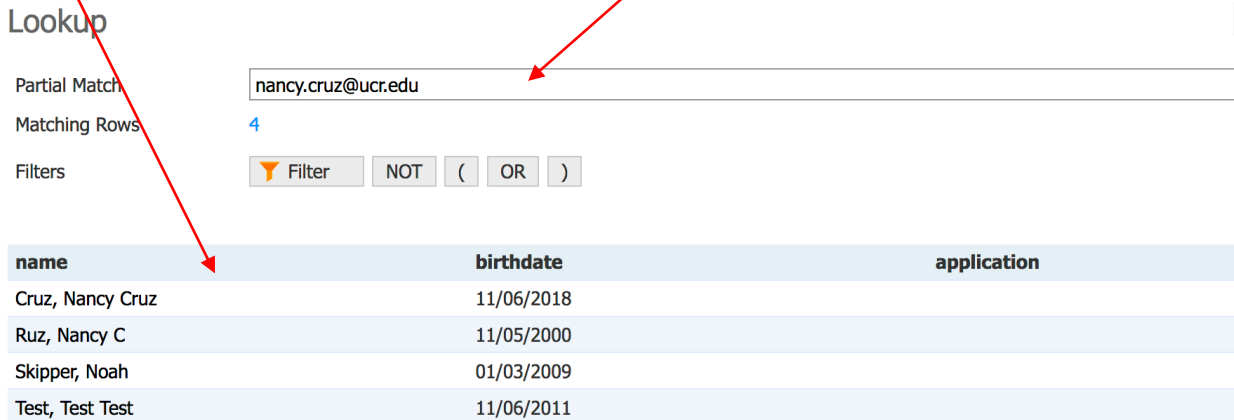 Lookup
Partial Match nancy.cruz@ucr.edu
Matching Rows 4
Filters Filter NOT ( OR )
name birthdate application
Cruz, Nancy Cruz 11/06/2018
Ruz, Nancy C 11/05/2000
Skipper, Noah 01/03/2009
Test, Test Test 11/06/2011